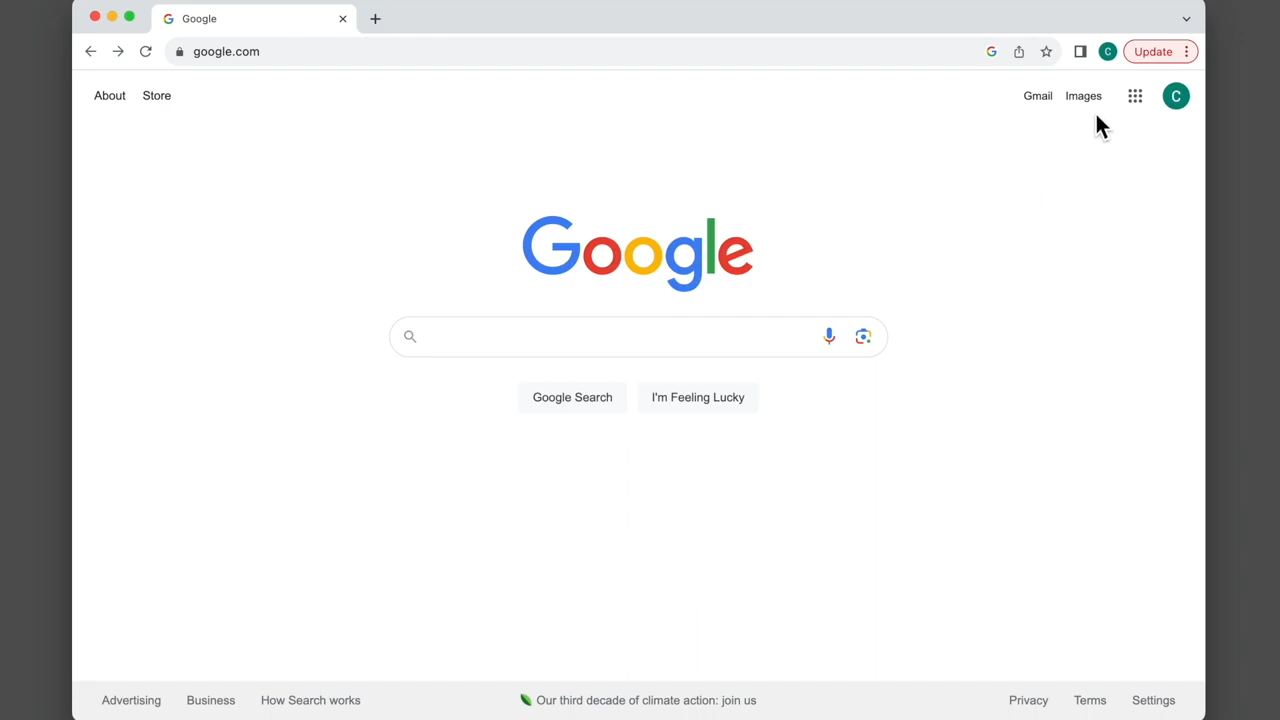 Google
google.com
C
Update
About Store
Gmail Images
C
Google
Google Search
I'm Feeling Lucky
Advertising Business How Search works
Our third decade of climate action: join us
Privacy Terms Settings